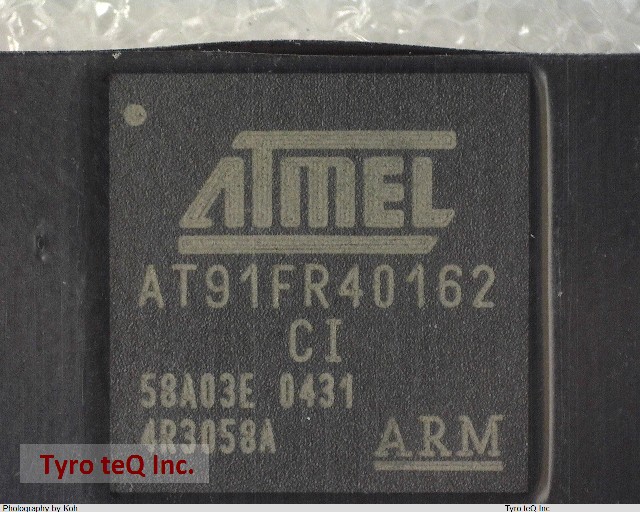 ATMEL
AT91FR40162
CI
58A03E 0431
4R3058A
ARM
Tyro teQ Inc.
Photography by Koh
Tyro teQ Inc